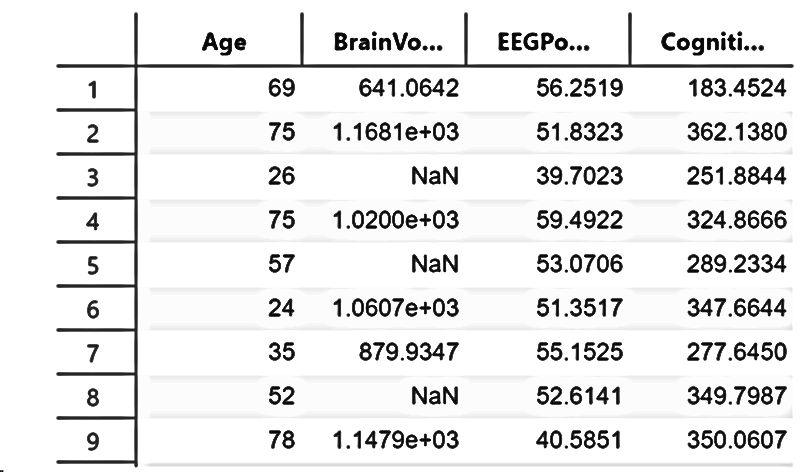 Age BrainVo... EEGPo... Cogniti...
1 69 641.0642 56.2519 183.4524
2 75 1.1681e+03 51.8323 362.1380
3 26 NaN 39.7023 251.8844
4 75 1.0200e+03 59.4922 324.8666
5 57 NaN 53.0706 289.2334
6 24 1.0607e+03 51.3517 347.6644
7 35 879.9347 55.1525 277.6450
8 52 NaN 52.6141 349.7987
9 78 1.1479e+03 40.5851 350.0607